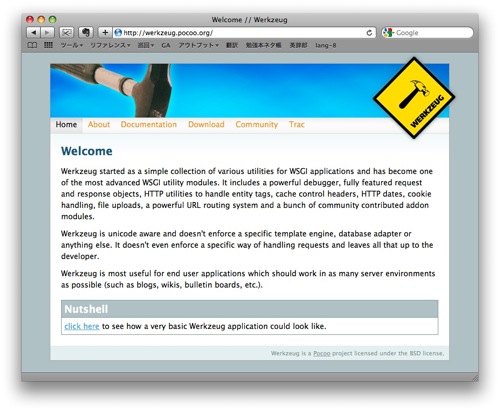 Welcome // Werkzeug
http://werkzeug.pocoo.org/
Google
ツール リファレンス 巡回 GA アウトプット 翻訳 勉強本ネタ帳 英辞郎 lang-8
WERKZEUG
Home About Documentation Download Community Trac
Welcome
Werkzeug started as a simple collection of various utilities for WSGI applications and has become one
of the most advanced WSGI utility modules. It includes a powerful debugger, fully featured request
and response objects, HTTP utilities to handle entity tags, cache control headers, HTTP dates, cookie
handling, file uploads, a powerful URL routing system and a bunch of community contributed addon
modules.
Werkzeug is unicode aware and doesn't enforce a specific template engine, database adapter or
anything else. It doesn't even enforce a specific way of handling requests and leaves all that up to the
developer.
Werkzeug is most useful for end user applications which should work in as many server environments
as possible (such as blogs, wikis, bulletin boards, etc.).
Nutshell
click here to see how a very basic Werkzeug application could look like.
Werkzeug is a Pocoo project licensed under the BSD license.